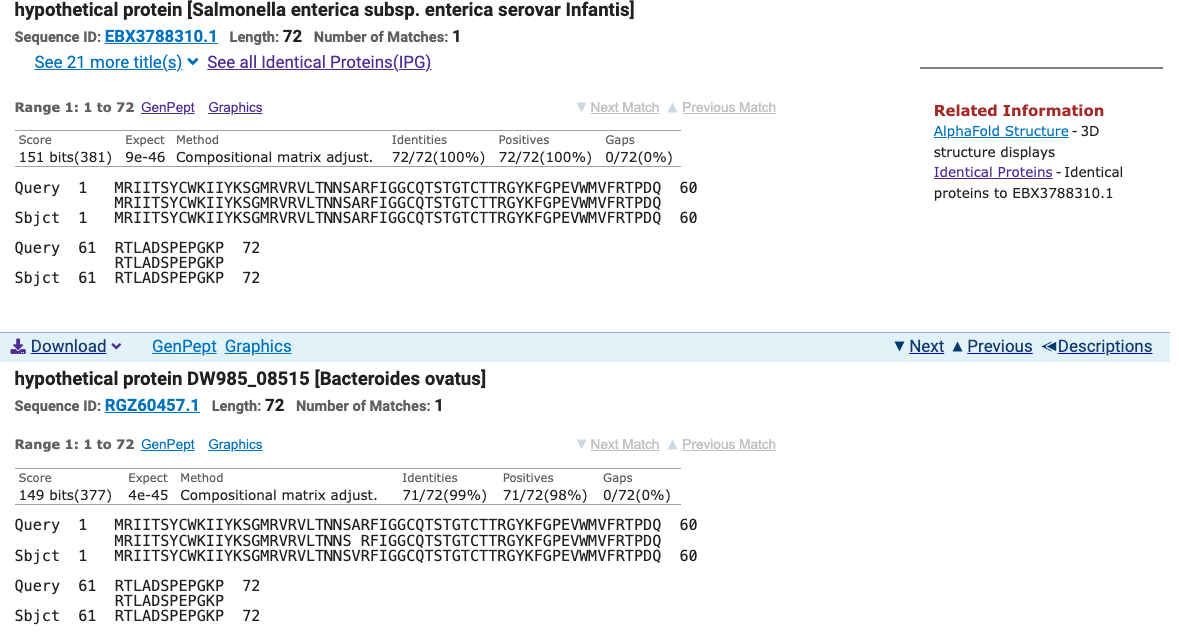 hypothetical protein [Salmonella enterica subsp. enterica serovar Infantis]
Sequence ID: EBX3788310.1 Length: 72 Number of Matches: 1
See 21 more title(s) See all Identical Proteins(IPG)
Range 1: 1 to 72 GenPept Graphics ▼ Next Match ▲ Previous Match
Score Expect Method Identities Positives Gaps
151 bits(381) 9e-46 Compositional matrix adjust. 72/72(100%) 72/72(100%) 0/72(0%)
Query 1 MRIITSYCWKIIYKSGMRVRVLTNNSARFIGGCQTSTGTCTTRGYKFGPEVWMVFRTPDQ 60
MRIITSYCWKIIYKSGMRVRVLTNNSARFIGGCQTSTGTCTTRGYKFGPEVWMVFRTPDQ
Sbjct 1 MRIITSYCWKIIYKSGMRVRVLTNNSARFIGGCQTSTGTCTTRGYKFGPEVWMVFRTPDQ 60
Query 61 RTLADSPEPGKP 72
RTLADSPEPGKP
Sbjct 61 RTLADSPEPGKP 72
Related Information
AlphaFold Structure - 3D
structure displays
Identical Proteins - Identical
proteins to EBX3788310.1
Download GenPept Graphics ▼ Next ▲ Previous ≪Descriptions
hypothetical protein DW985_08515 [Bacteroides ovatus]
Sequence ID: RGZ60457.1 Length: 72 Number of Matches: 1
Range 1: 1 to 72 GenPept Graphics ▼ Next Match ▲ Previous Match
Score Expect Method Identities Positives Gaps
149 bits(377) 4e-45 Compositional matrix adjust. 71/72(99%) 71/72(98%) 0/72(0%)
Query 1 MRIITSYCWKIIYKSGMRVRVLTNNSARFIGGCQTSTGTCTTRGYKFGPEVWMVFRTPDQ 60
MRIITSYCWKIIYKSGMRVRVLTNNS RFIGGCQTSTGTCTTRGYKFGPEVWMVFRTPDQ
Sbjct 1 MRIITSYCWKIIYKSGMRVRVLTNNSVRFIGGCQTSTGTCTTRGYKFGPEVWMVFRTPDQ 60
Query 61 RTLADSPEPGKP 72
RTLADSPEPGKP
Sbjct 61 RTLADSPEPGKP 72